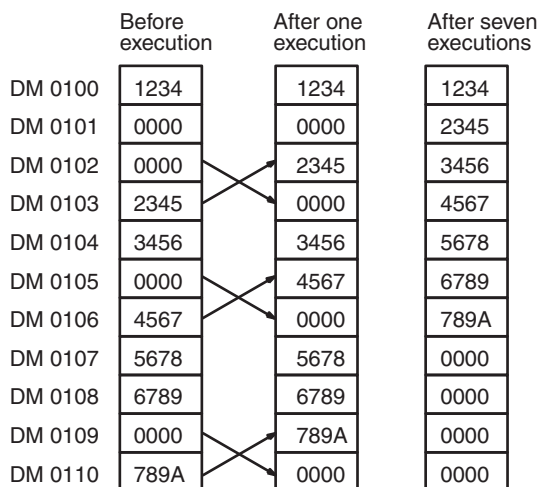 Before execution After one execution After seven executions
DM 0100 1234 1234 1234
DM 0101 0000 0000 2345
DM 0102 0000 2345 3456
DM 0103 2345 0000 4567
DM 0104 3456 3456 5678
DM 0105 0000 4567 6789
DM 0106 4567 0000 789A
DM 0107 5678 5678 0000
DM 0108 6789 6789 0000
DM 0109 0000 789A 0000
DM 0110 789A 0000 0000